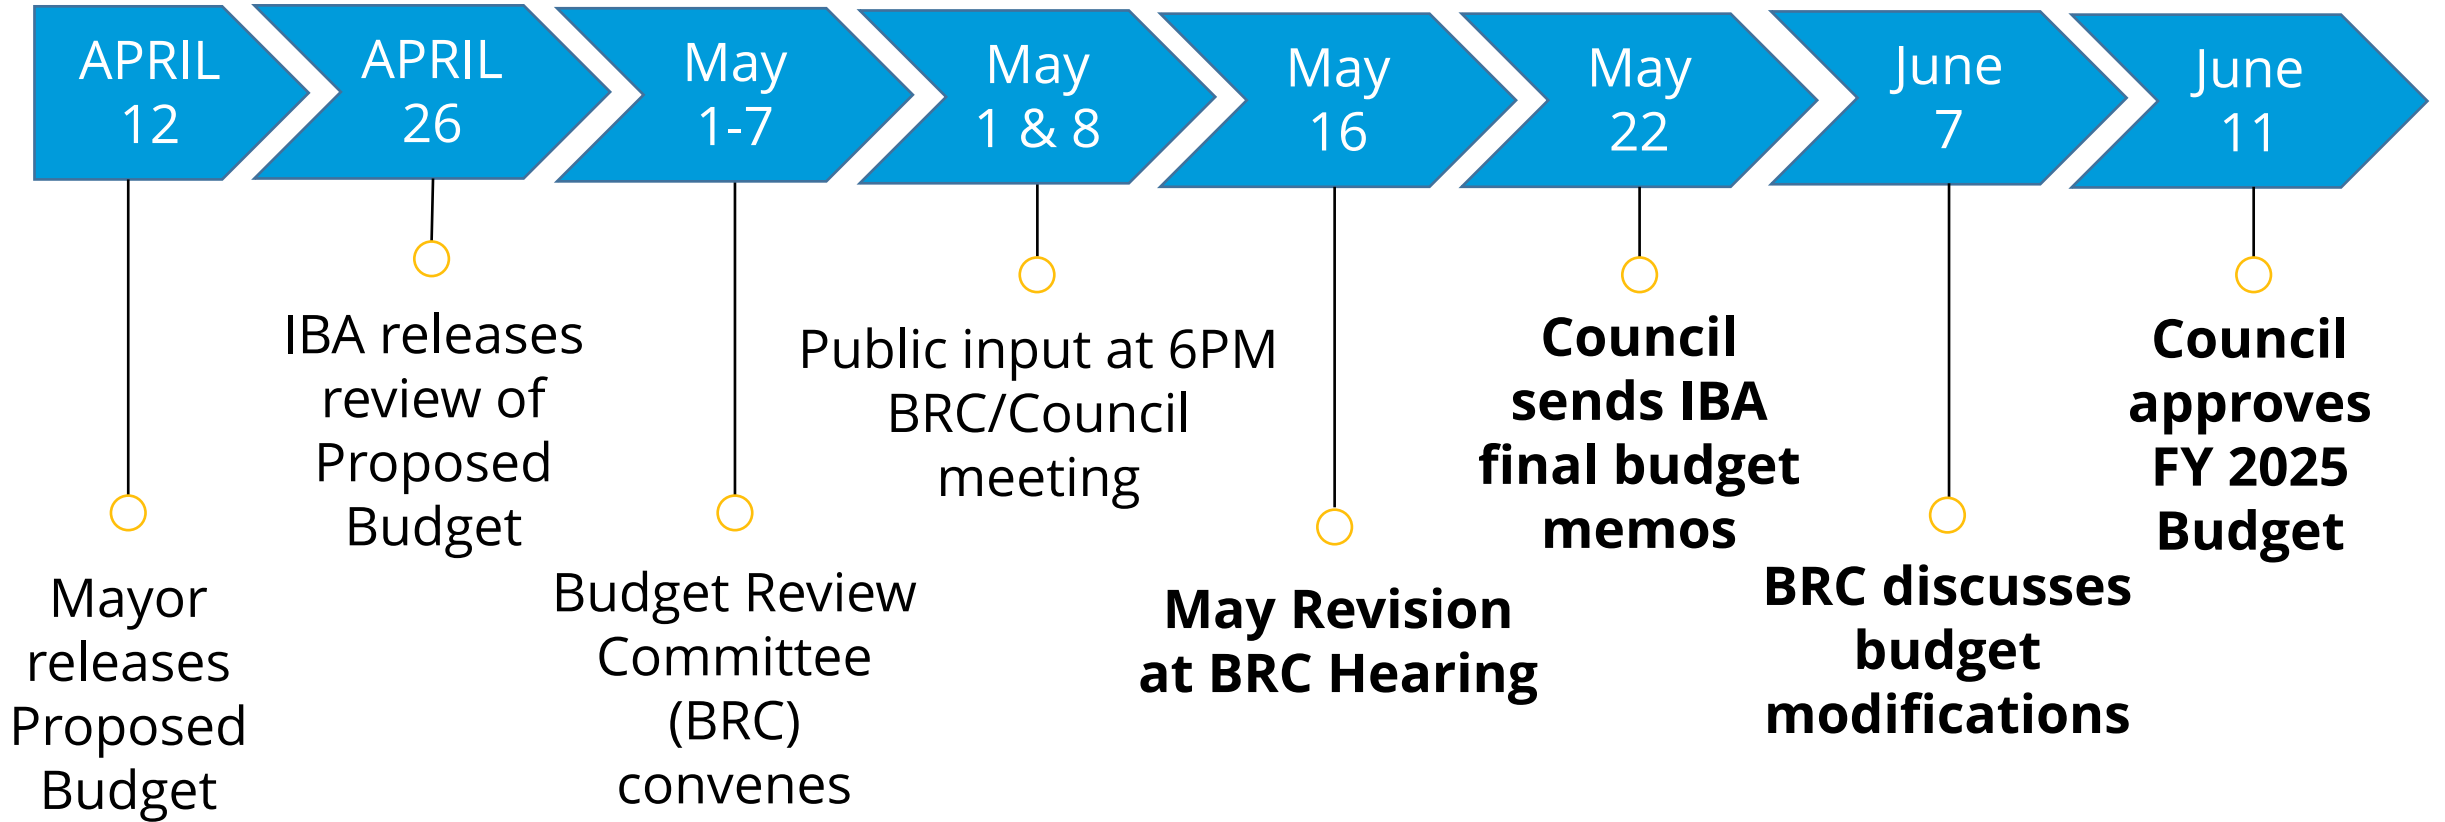 APRIL
12
APRIL
26
May
1-7
May
1 & 8
May
16
May
22
June
7
June
11
Mayor
releases
Proposed
Budget
IBA releases
review of
Proposed
Budget
Budget Review
Committee
(BRC)
convenes
Public input at 6PM
BRC/Council
meeting
May Revision
at BRC Hearing
Council
sends IBA
final budget
memos
BRC discusses
budget
modifications
Council
approves
FY 2025
Budget